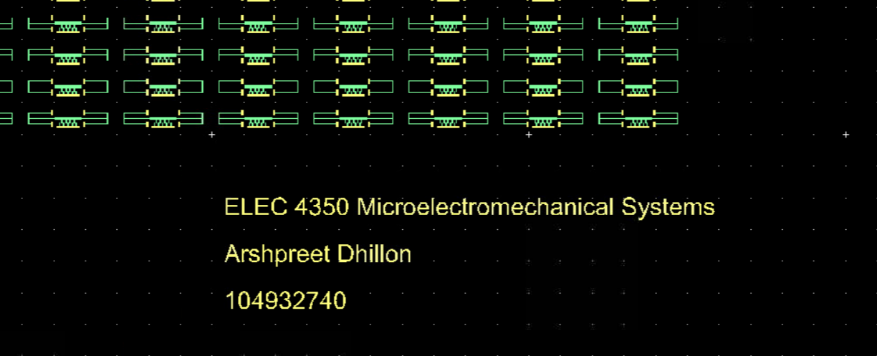 ELEC 4350 Microelectromechanical Systems
Arshpreet Dhillon
104932740